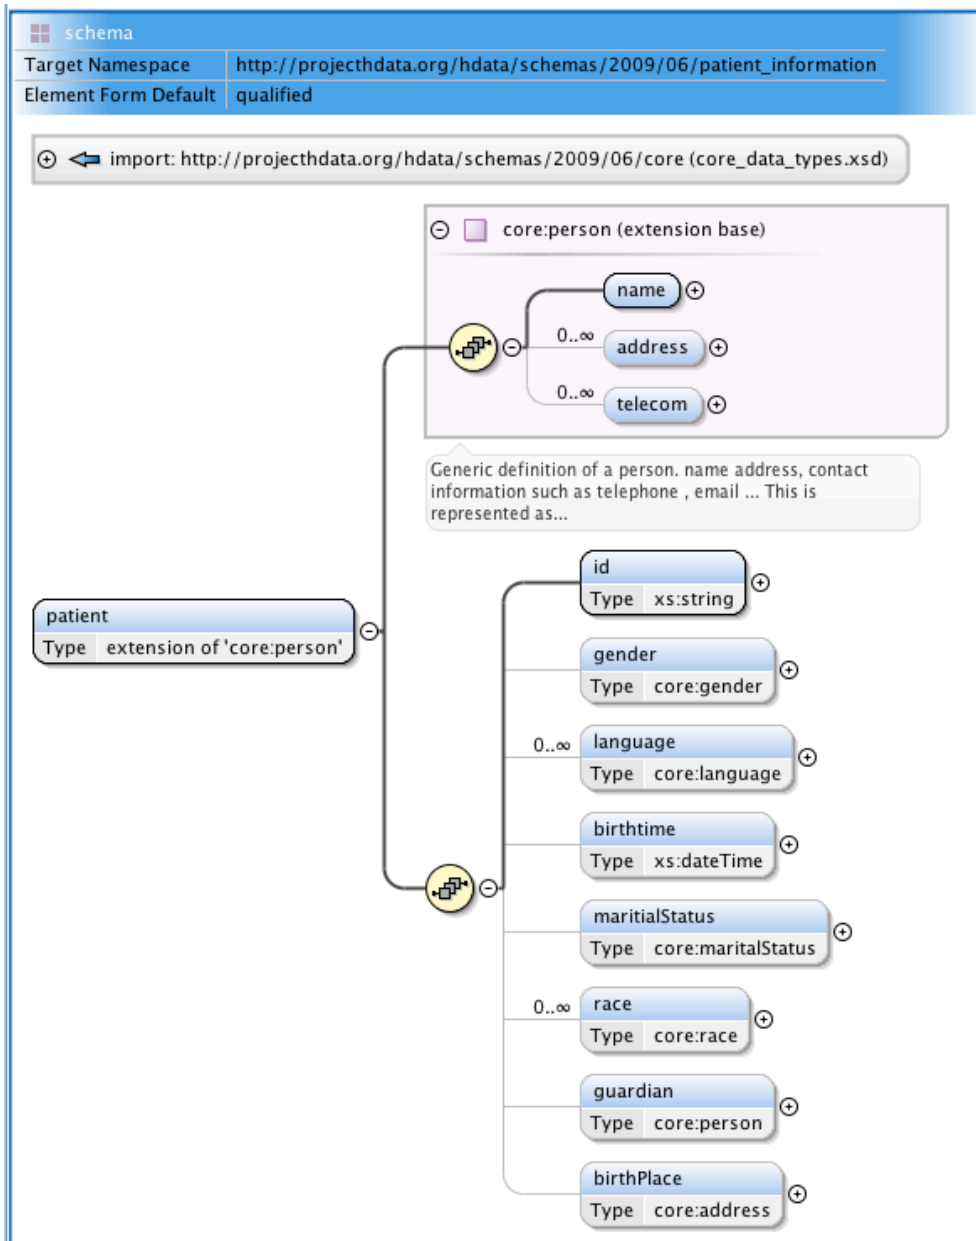 schema
Target Namespace http://projecthdata.org/hdata/schemas/2009/06/patient_information
Element Form Default qualified
import: http://projecthdata.org/hdata/schemas/2009/06/core (core_data_types.xsd)
core:person (extension base)
name
0..∞ address
0..∞ telecom
Generic definition of a person. name address, contact
information such as telephone , email ... This is
represented as...
patient
Type extension of 'core:person'
id
Type xs:string
gender
Type core:gender
0..∞ language
Type core:language
birthtime
Type xs:dateTime
maritialStatus
Type core:maritalStatus
0..∞ race
Type core:race
guardian
Type core:person
birthPlace
Type core:address